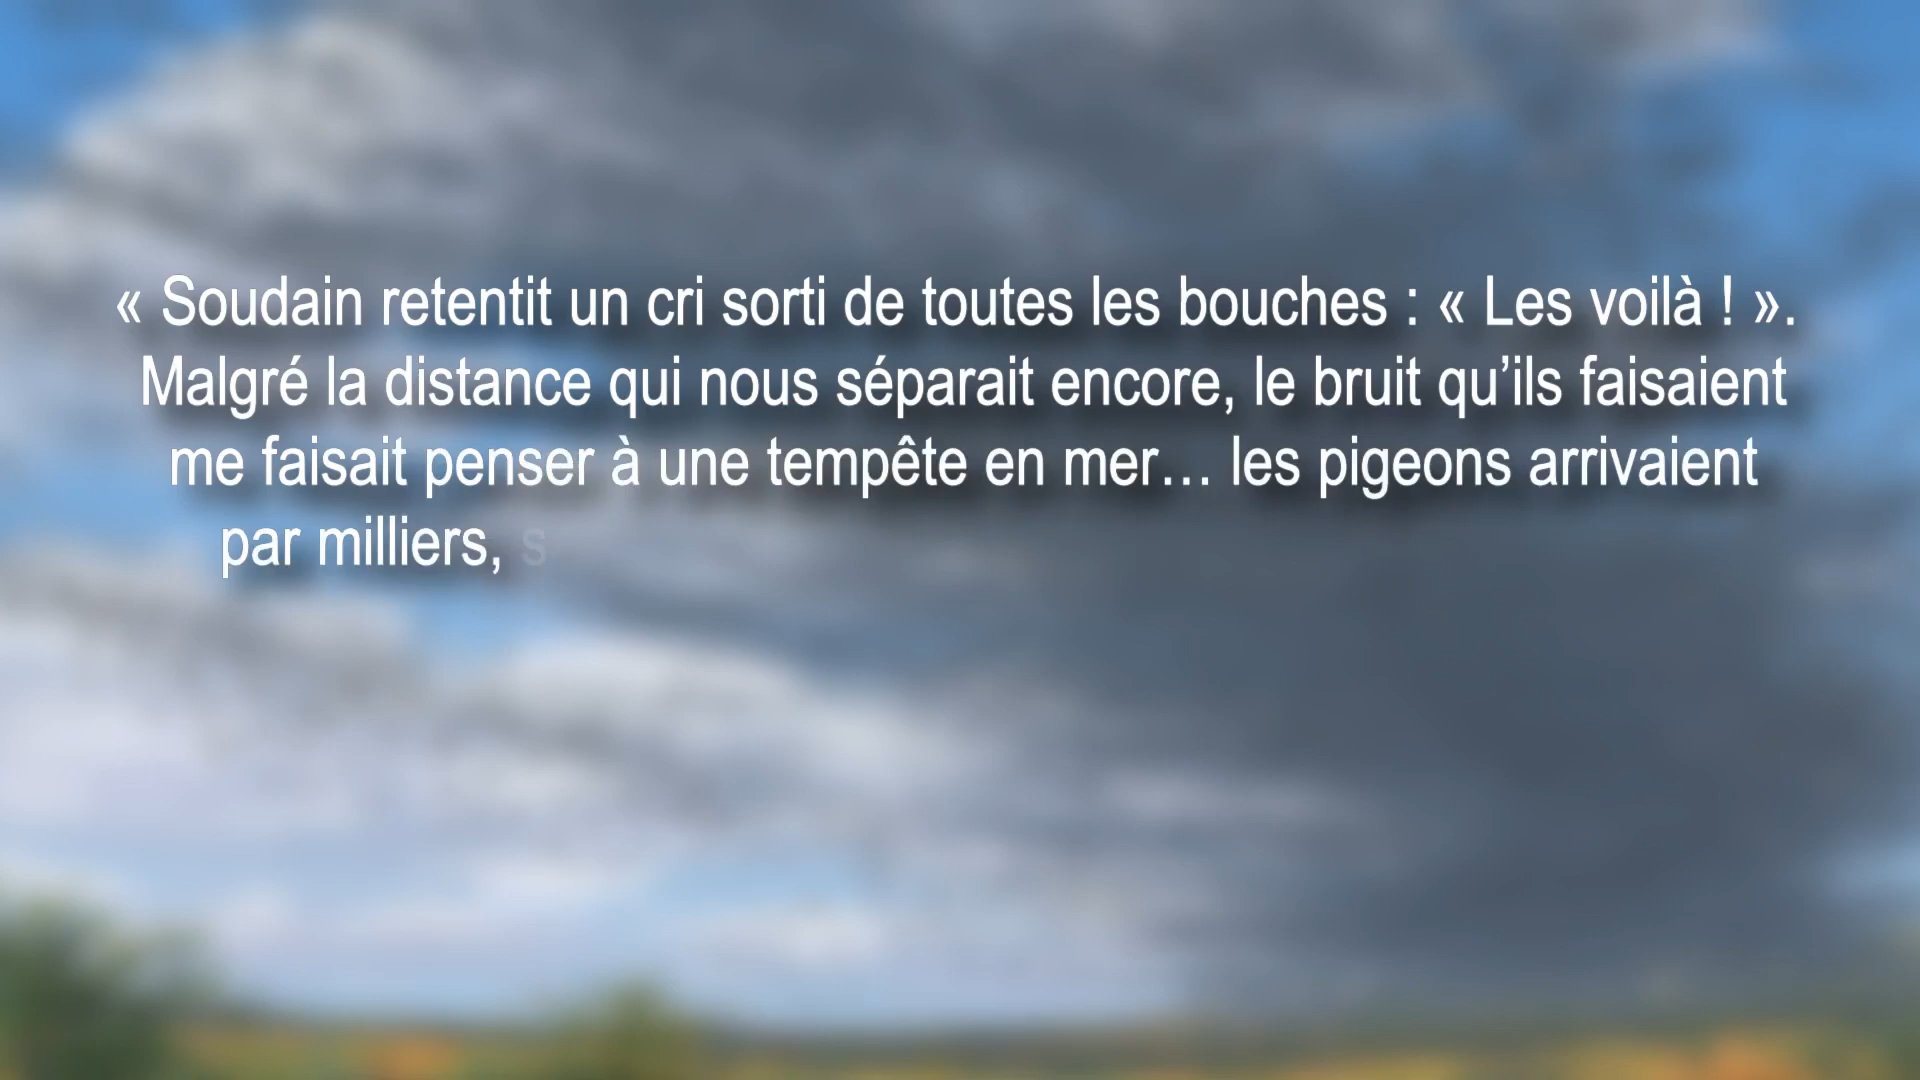 « Soudain retentit un cri sorti de toutes les bouches : « Les voilà ! ».
Malgré la distance qui nous séparait encore, le bruit qu’ils faisaient
me faisait penser à une tempête en mer… les pigeons arrivaient
par milliers, s